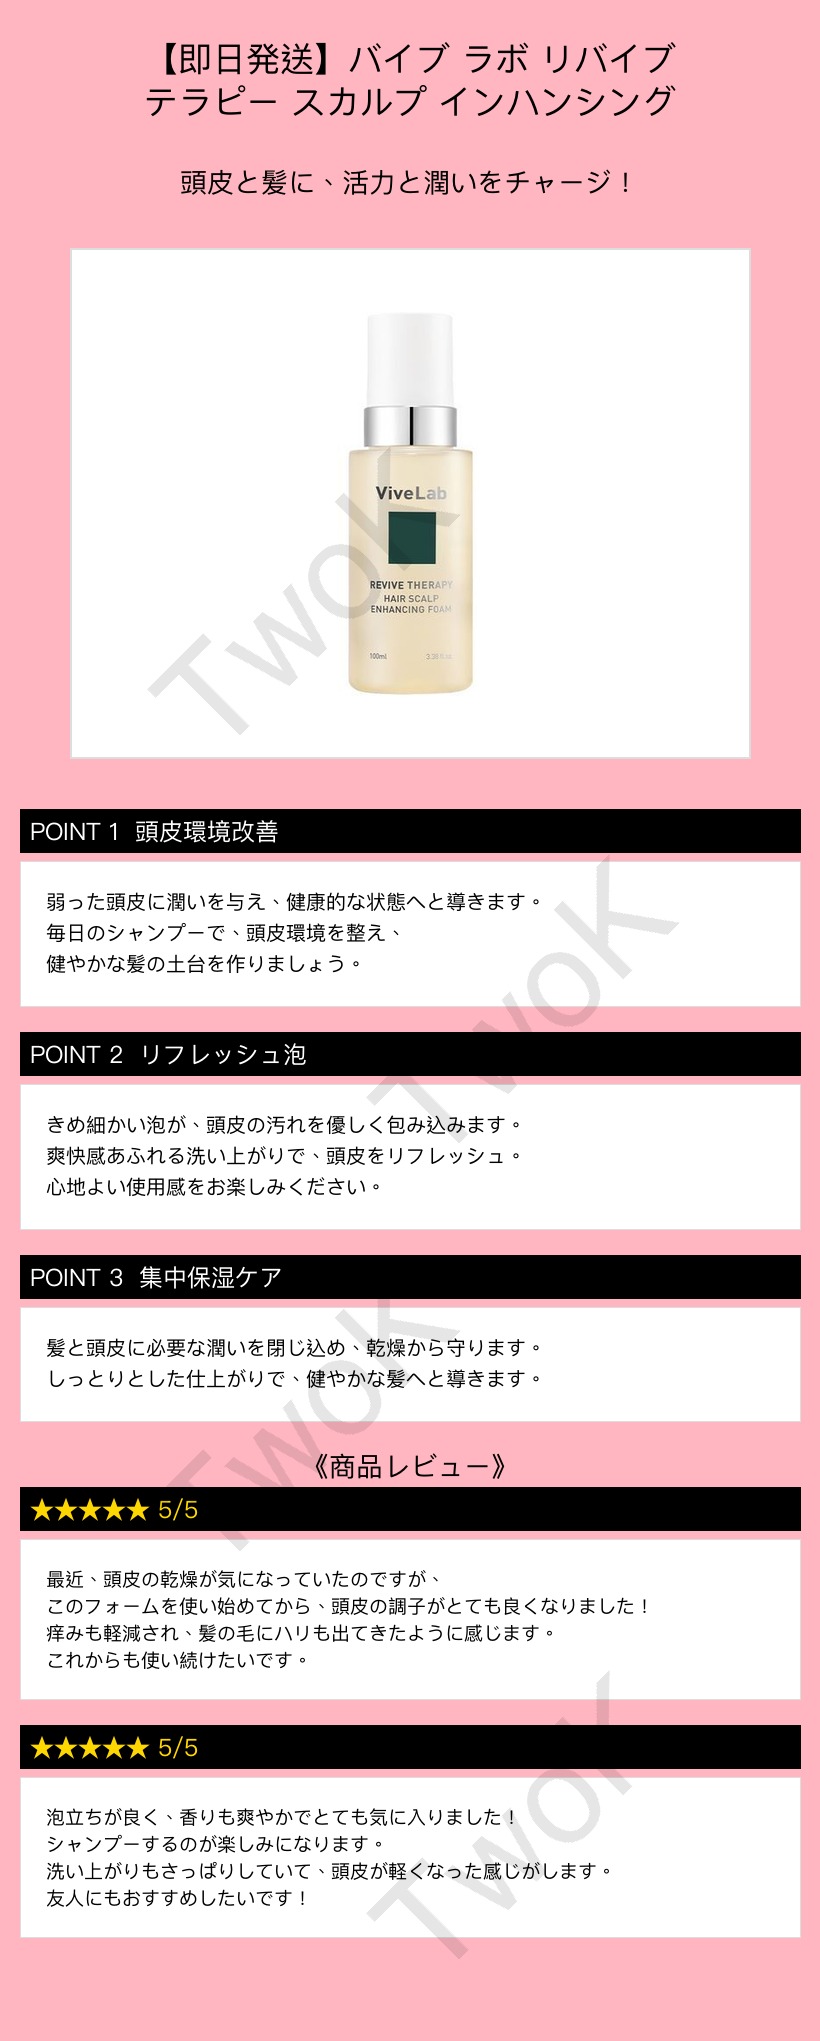 【即日発送】バイブ ラボ リバイブ
テラピー スカルプ インハンシング
頭皮と髪に、活力と潤いをチャージ！
ViveLab
REVIVE THERAPY
HAIR SCALP
ENHANCING FOAM
100ml
TwoK
POINT 1 頭皮環境改善
弱った頭皮に潤いを与え、健康的な状態へと導きます。
毎日のシャンプーで、頭皮環境を整え、
健やかな髪の土台を作りましょう。
TwoK
POINT 2 リフレッシュ泡
きめ細かい泡が、頭皮の汚れを優しく包み込みます。
爽快感あふれる洗い上がりで、頭皮をリフレッシュ。
心地よい使用感をお楽しみください。
POINT 3 集中保湿ケア
髪と頭皮に必要な潤いを閉じ込め、乾燥から守ります。
しっとりとした仕上がりで、健やかな髪へと導きます。
TwoK
《商品レビュー》
★★★★★ 5/5
最近、頭皮の乾燥が気になっていたのですが、
このフォームを使い始めてから、頭皮の調子がとても良くなりました！
痒みも軽減され、髪の毛にハリも出てきたように感じます。
これからも使い続けたいです。
★★★★★ 5/5
泡立ちが良く、香りも爽やかでとても気に入りました！
シャンプーするのが楽しみになります。
洗い上がりもさっぱりしていて、頭皮が軽くなった感じがします。
友人にもおすすめしたいです！
TwoK